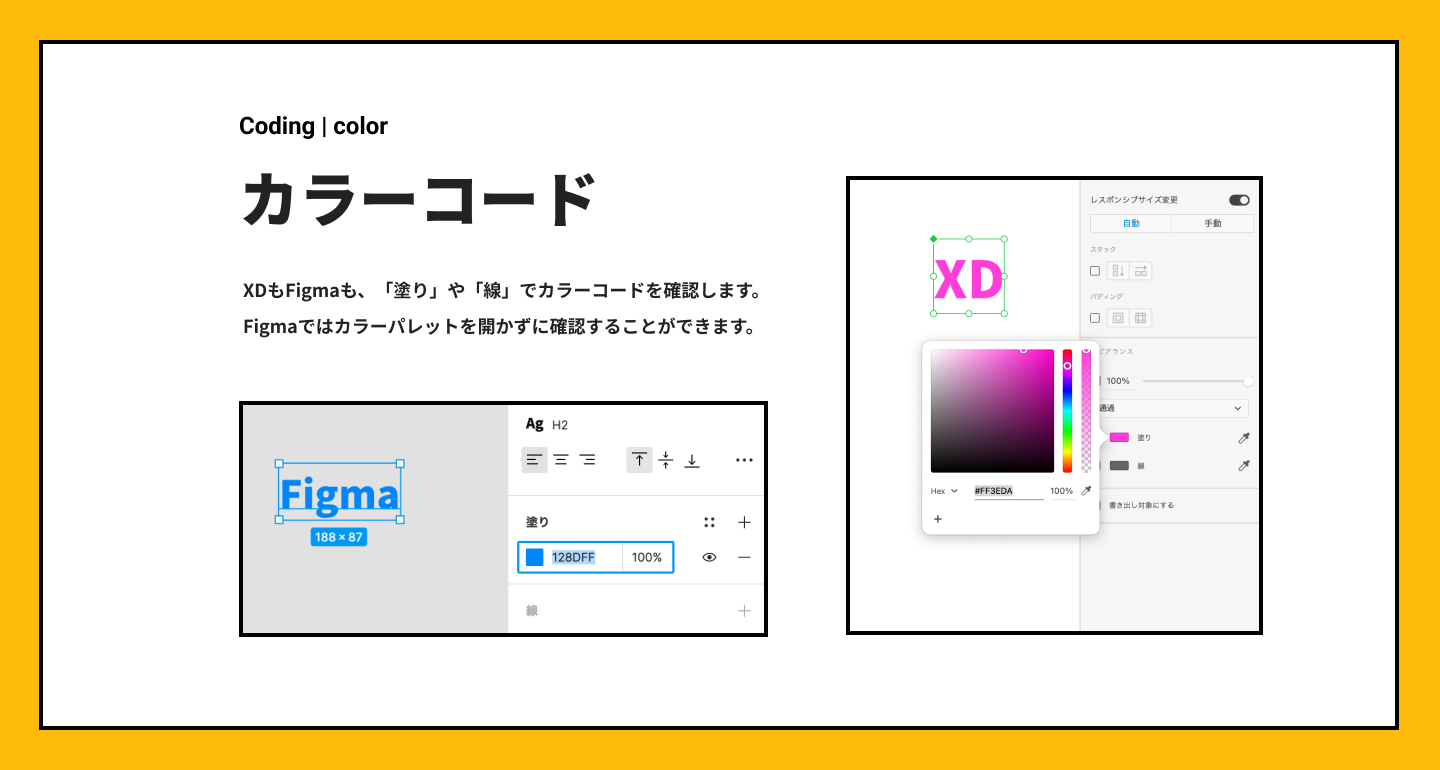 Coding | color
カラーコード
XDもFigmaも、「塗り」や「線」でカラーコードを確認します。
Figmaではカラーパレットを開かずに確認することができます。
Figma
188 × 87
Ag H2
塗り
128DFF 100%
線
XD
レスポンシブサイズ変更
自動 手動
スタック
パディング
ピアランス
100%
通過
塗り
線
Hex #FF3EDA 100%
書き出し対象にする